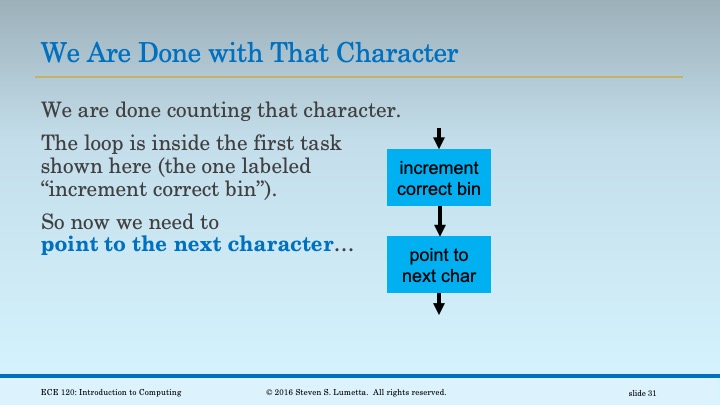 We Are Done with That Character
We are done counting that character.
The loop is inside the first task
shown here (the one labeled
“increment correct bin”).
So now we need to
point to the next character…
increment
correct bin
point to
next char
ECE 120: Introduction to Computing
© 2016 Steven S. Lumetta. All rights reserved.
slide 31